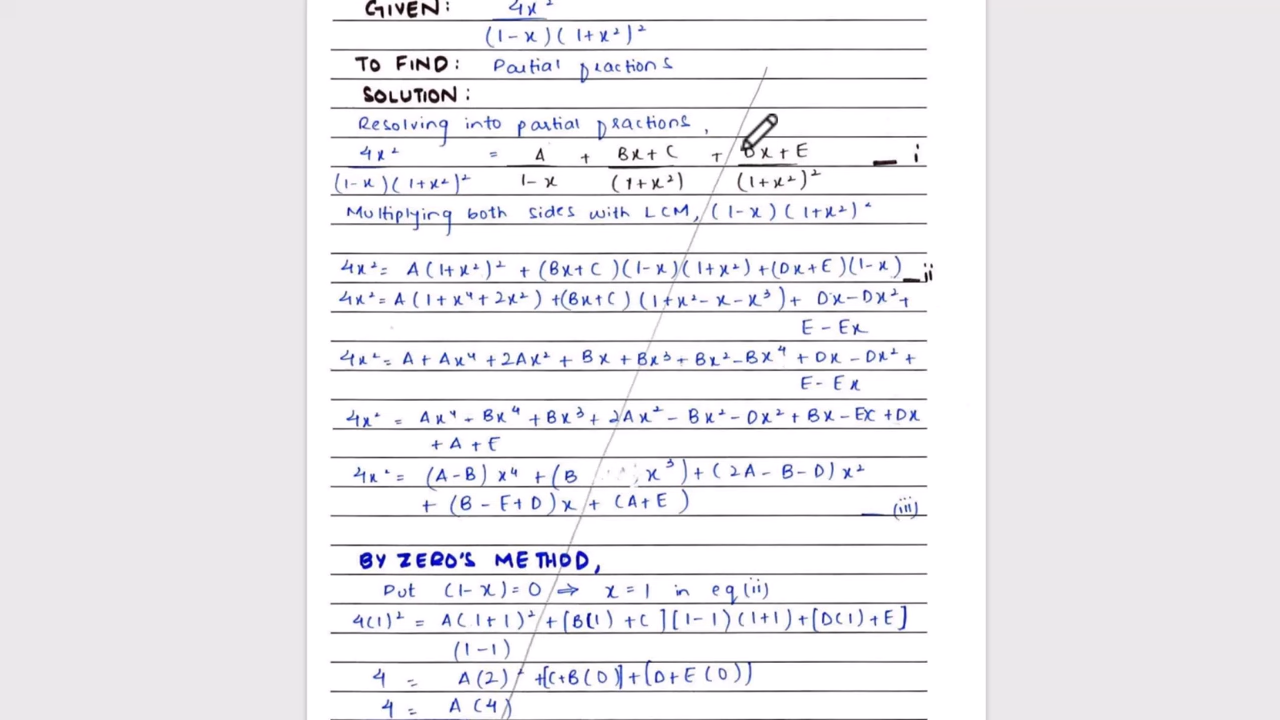 GIVEN: 4x²
(1-x)(1+x²)²
TO FIND: Partial fractions
SOLUTION:
Resolving into partial fractions,
4x² = A + Bx+C + Dx+E _ i
(1-x)(1+x²)² 1-x (1+x²) (1+x²)²
Multiplying both sides with LCM, (1-x)(1+x²)²
4x² = A(1+x²)² + (Bx+C)(1-x)(1+x²) + (Dx+E)(1-x) _ii
4x² = A(1+x⁴+2x²) + (Bx+C)(1+x²-x-x³) + Dx-Dx²+
E-Ex
4x² = A + Ax⁴ + 2Ax² + Bx + Bx³ + Bx² - Bx⁴ + Dx - Dx² +
E-Ex
4x² = Ax⁴ - Bx⁴ + Bx³ + 2Ax² - Bx² - Dx² + Bx - Ex + Dx
+ A + E
4x² = (A-B)x⁴ + (B x³) + (2A-B-D)x²
+ (B-E+D)x + (A+E) _ (iii)
BY ZERO'S METHOD,
Put (1-x)=0 ⇒ x=1 in eq(ii)
4(1)² = A(1+1)² + [B(1)+C][1-1)(1+1)+[D(1)+E]
(1-1)
4 = A(2)² +[C+B(0)]+[D+E(0)]
4 = A(4)